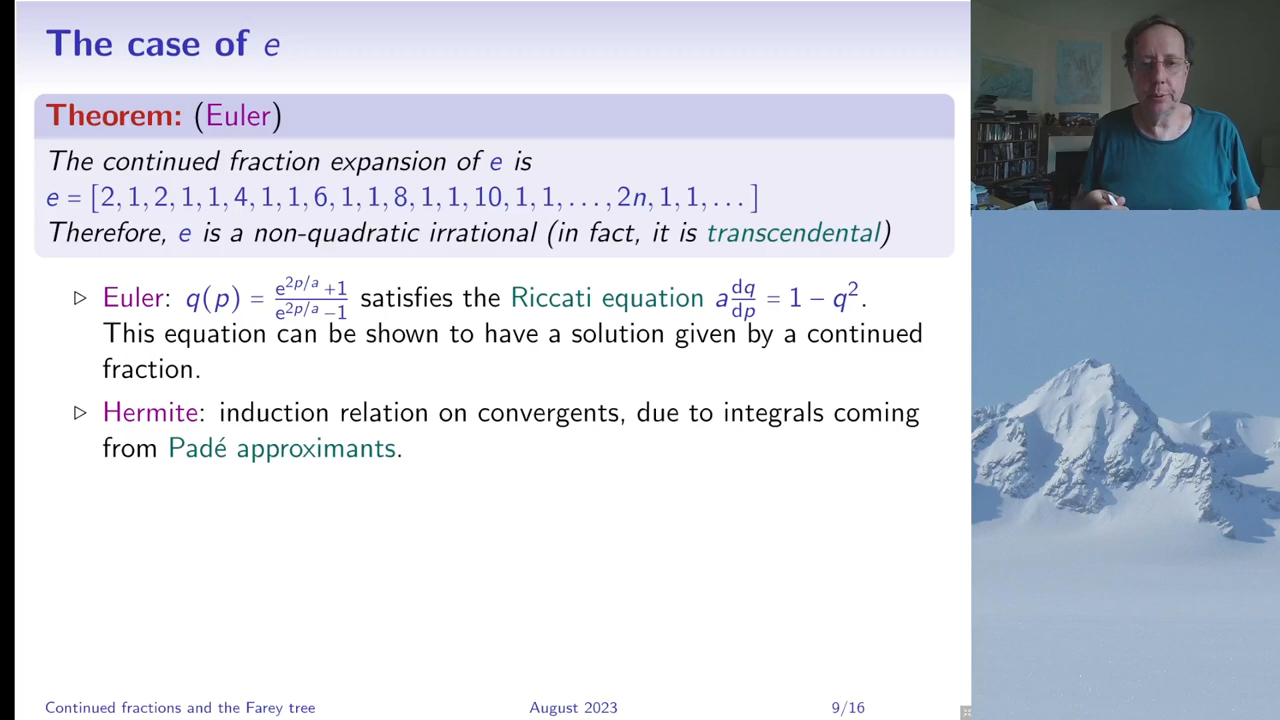 The case of e
Theorem: (Euler)
The continued fraction expansion of e is
e = [2, 1, 2, 1, 1, 4, 1, 1, 6, 1, 1, 8, 1, 1, 10, 1, 1, . . . , 2n, 1, 1, . . . ]
Therefore, e is a non-quadratic irrational (in fact, it is transcendental)
▷ Euler: q(p) = \frac{e^{2p/a}+1}{e^{2p/a}−1} satisfies the Riccati equation a\frac{dq}{dp} = 1 − q².
This equation can be shown to have a solution given by a continued
fraction.
▷ Hermite: induction relation on convergents, due to integrals coming
from Padé approximants.
Continued fractions and the Farey tree August 2023 9/16